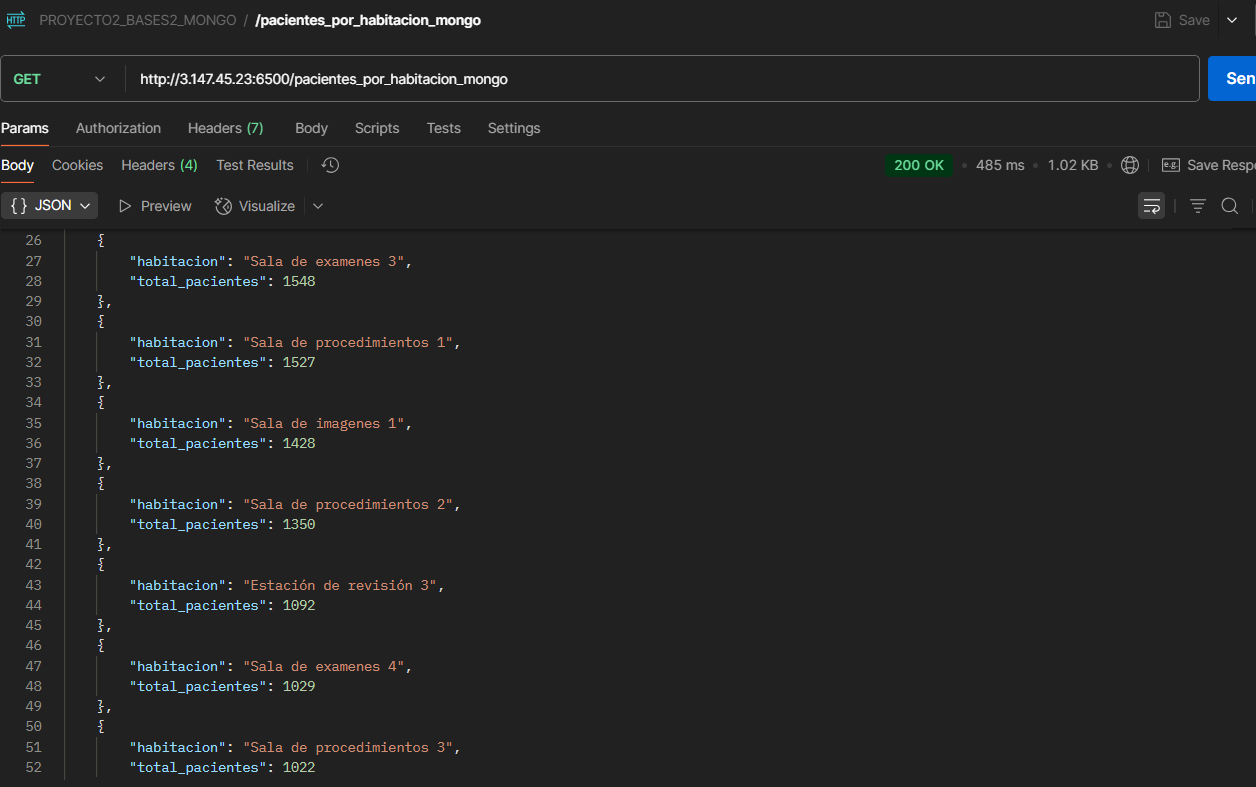 HTTP PROYECTO2_BASES2_MONGO / /pacientes_por_habitacion_mongo Save
GET http://3.147.45.23:6500/pacientes_por_habitacion_mongo Sen
Params Authorization Headers (7) Body Scripts Tests Settings
Body Cookies Headers (4) Test Results 200 OK • 485 ms • 1.02 KB • e.g. Save Respo
{} JSON Preview Visualize
26 {
27 "habitacion": "Sala de examenes 3",
28 "total_pacientes": 1548
29 },
30 {
31 "habitacion": "Sala de procedimientos 1",
32 "total_pacientes": 1527
33 },
34 {
35 "habitacion": "Sala de imagenes 1",
36 "total_pacientes": 1428
37 },
38 {
39 "habitacion": "Sala de procedimientos 2",
40 "total_pacientes": 1350
41 },
42 {
43 "habitacion": "Estación de revisión 3",
44 "total_pacientes": 1092
45 },
46 {
47 "habitacion": "Sala de examenes 4",
48 "total_pacientes": 1029
49 },
50 {
51 "habitacion": "Sala de procedimientos 3",
52 "total_pacientes": 1022